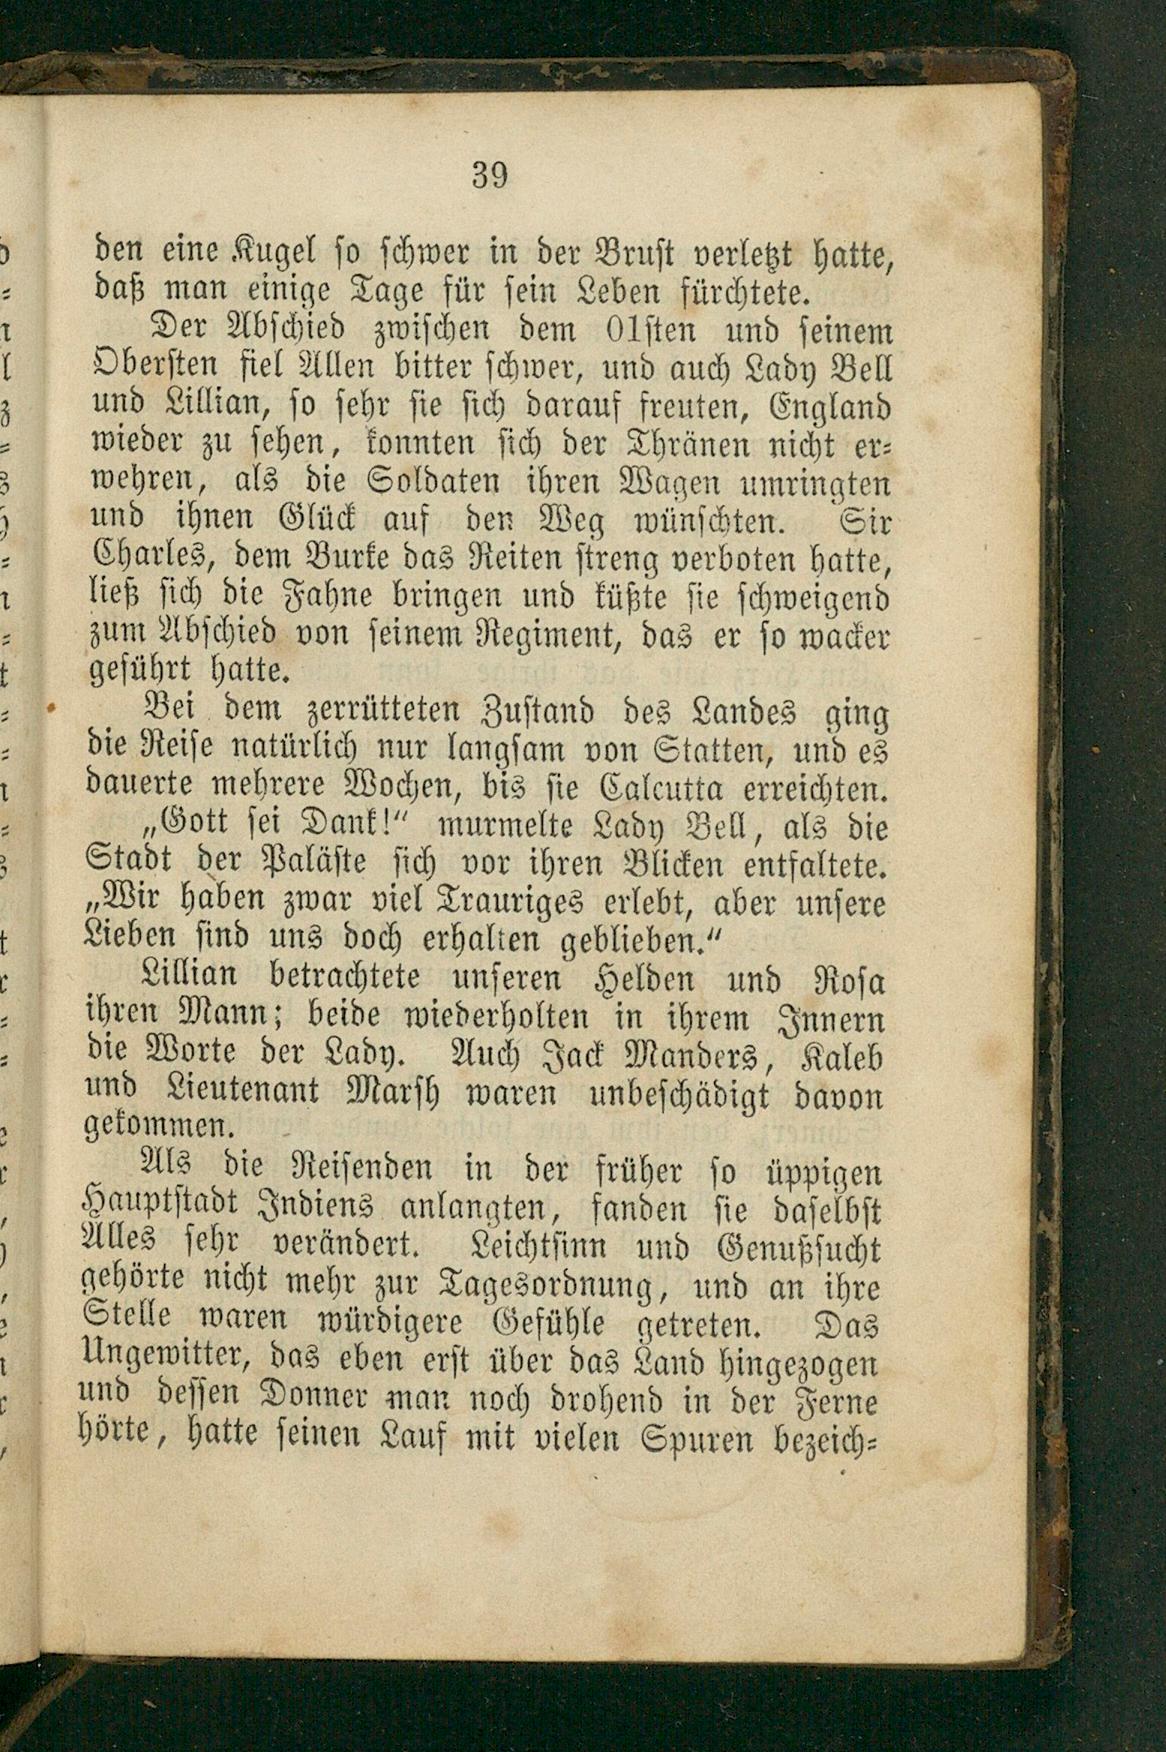 39
den eine Kugel so schwer in der Brust verletzt hatte,
daß man einige Tage für sein Leben fürchtete.
Der Abschied zwischen dem 01sten und seinem
Obersten fiel Allen bitter schwer, und auch Lady Bell
und Lillian, so sehr sie sich darauf freuten, England
wieder zu sehen, konnten sich der Thränen nicht er-
wehren, als die Soldaten ihren Wagen umringten
und ihnen Glück auf den Weg wünschten. Sir
Charles, dem Burke das Reiten streng verboten hatte,
ließ sich die Fahne bringen und küßte sie schweigend
zum Abschied von seinem Regiment, das er so wacker
geführt hatte.
Bei dem zerrütteten Zustand des Landes ging
die Reise natürlich nur langsam von Statten, und es
dauerte mehrere Wochen, bis sie Calcutta erreichten.
„Gott sei Dank!“ murmelte Lady Bell, als die
Stadt der Paläste sich vor ihren Blicken entfaltete.
„Wir haben zwar viel Trauriges erlebt, aber unsere
Lieben sind uns doch erhalten geblieben.“
Lillian betrachtete unseren Helden und Rosa
ihren Mann; beide wiederholten in ihrem Innern
die Worte der Lady. Auch Jack Manders, Kaleb
und Lieutenant Marsh waren unbeschädigt davon
gekommen.
Als die Reisenden in der früher so üppigen
Hauptstadt Indiens anlangten, fanden sie daselbst
Alles sehr verändert. Leichtsinn und Genußsucht
gehörte nicht mehr zur Tagesordnung, und an ihre
Stelle waren würdigere Gefühle getreten. Das
Ungewitter, das eben erst über das Land hingezogen
und dessen Donner man noch drohend in der Ferne
hörte, hatte seinen Lauf mit vielen Spuren bezeich-